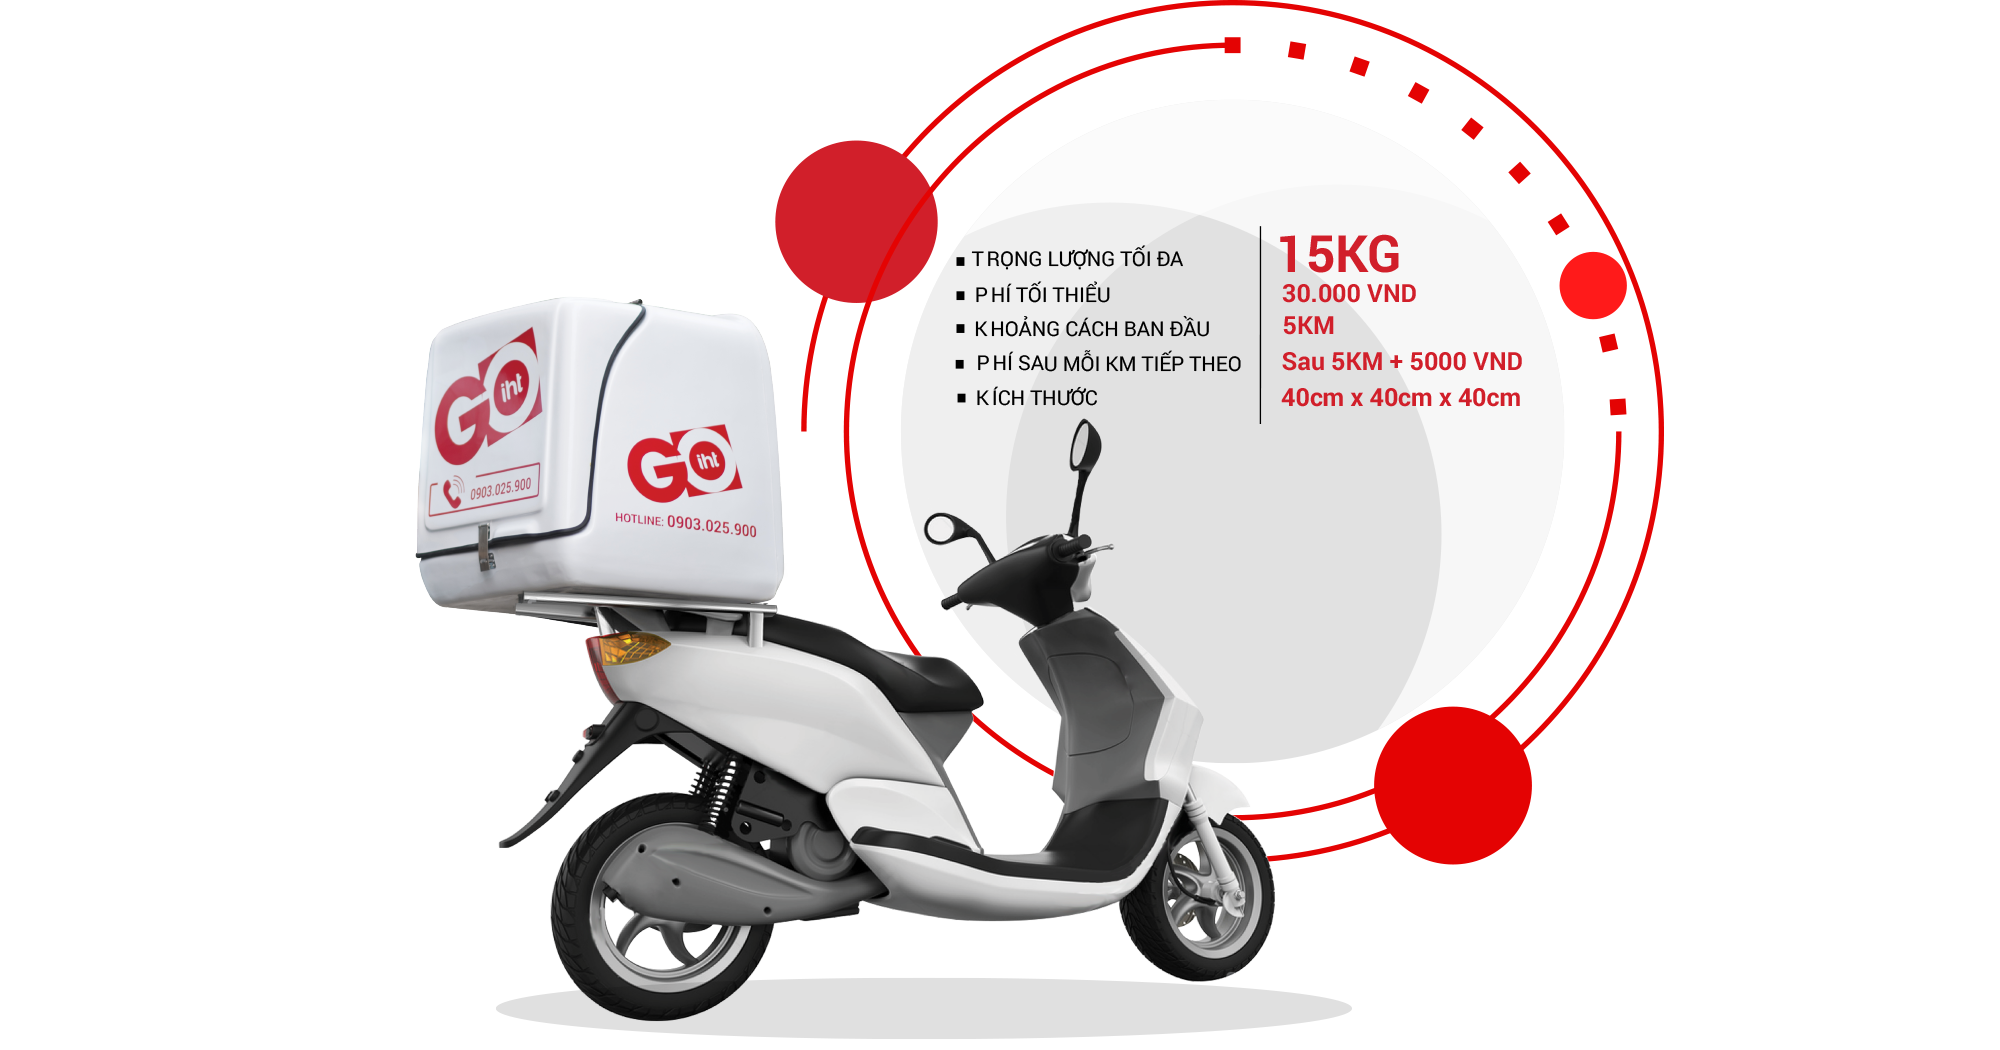 TRỌNG LƯỢNG TỐI ĐA 15KG
PHÍ TỐI THIỂU 30.000 VND
KHOẢNG CÁCH BAN ĐẦU 5KM
PHÍ SAU MỖI KM TIẾP THEO Sau 5KM + 5000 VND
KÍCH THƯỚC 40cm x 40cm x 40cm
GO
iht
0903.025.900
GO
iht
HOTLINE: 0903.025.900